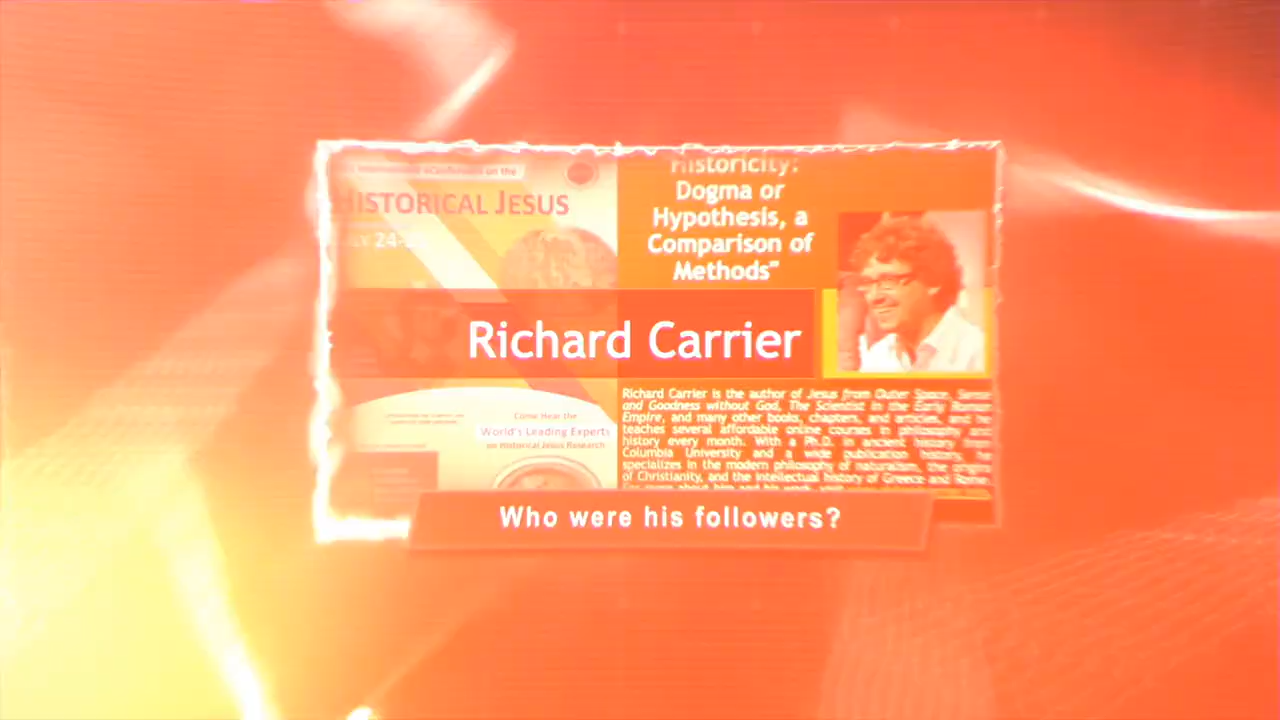 on the
HISTORICAL JESUS
Historicity:
Dogma or
Hypothesis, a
Comparison of
Methods"
Richard Carrier
Come Hear the
World's Leading Experts
on Historical Jesus Research
Richard Carrier is the author of Jesus from Outer Space, Sense
and Goodness without God, The Scientist in the Early Roman
Empire, and many other books, chapters, and articles, and he
teaches several affordable online courses in philosophy and
history every month. With a Ph.D. in ancient history from
Columbia University and a wide publication history, he
specializes in the modern philosophy of naturalism, the origins
of Christianity, and the intellectual history of Greece and Rome.
Who were his followers?